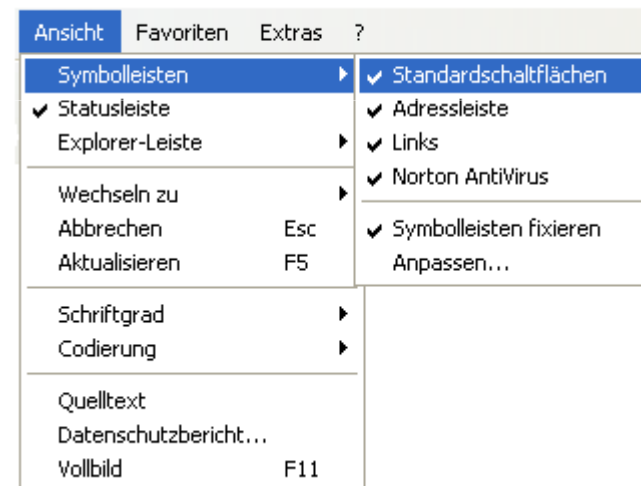 Ansicht Favoriten Extras ?
Symbolleisten
Statusleiste
Explorer-Leiste
Wechseln zu
Abbrechen Esc
Aktualisieren F5
Schriftgrad
Codierung
Quelltext
Datenschutzbericht...
Vollbild F11
Standardschaltflächen
Adressleiste
Links
Norton AntiVirus
Symbolleisten fixieren
Anpassen...